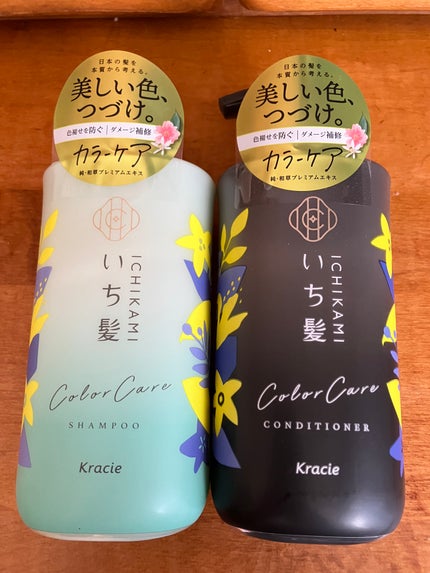 日本の髪を
本質から考える。
美しい色、
つづけ。
色褪せを防ぐ | ダメージ補修
カラーケア
純・和草プレミアムエキス
ICHIKAMI
いち髪
Color Care
SHAMPOO
Kracie
日本の髪を
本質から考える。
美しい色、
つづけ。
色褪せを防ぐ | ダメージ補修
カラーケア
純・和草プレミアムエキス
ICHIKAMI
いち髪
Color Care
CONDITIONER
Kracie